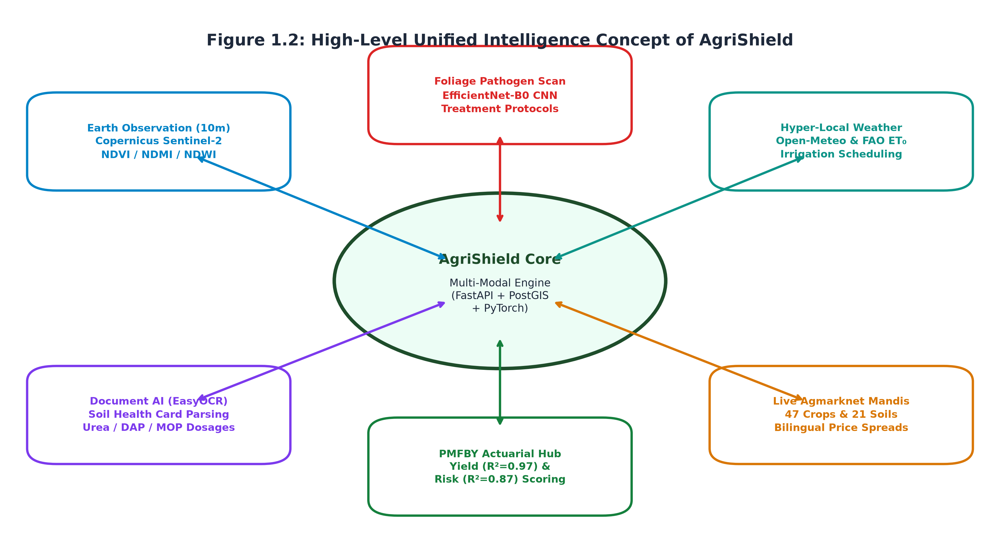 Figure 1.2: High-Level Unified Intelligence Concept of AgriShield
Foliage Pathogen Scan
EfficientNet-B0 CNN
Treatment Protocols
Earth Observation (10m)
Copernicus Sentinel-2
NDVI / NDMI / NDWI
Hyper-Local Weather
Open-Meteo & FAO ET₀
Irrigation Scheduling
AgriShield Core
Multi-Modal Engine
(FastAPI + PostGIS
+ PyTorch)
Document AI (EasyOCR)
Soil Health Card Parsing
Urea / DAP / MOP Dosages
Live Agmarknet Mandis
47 Crops & 21 Soils
Bilingual Price Spreads
PMFBY Actuarial Hub
Yield (R²=0.97) &
Risk (R²=0.87) Scoring